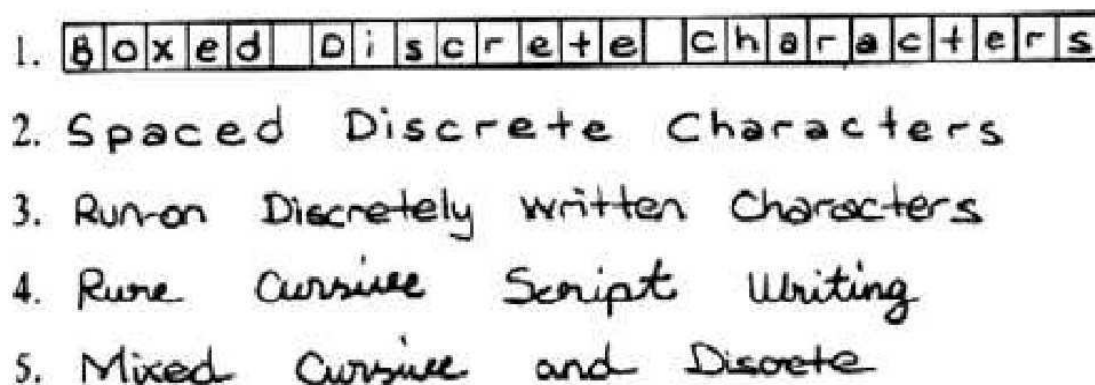 1. Boxed Discrete Characters
2. Spaced Discrete Characters
3. Run-on Discretely written Characters
4. Pure Cursive Script Writing
5. Mixed Cursive and Discrete